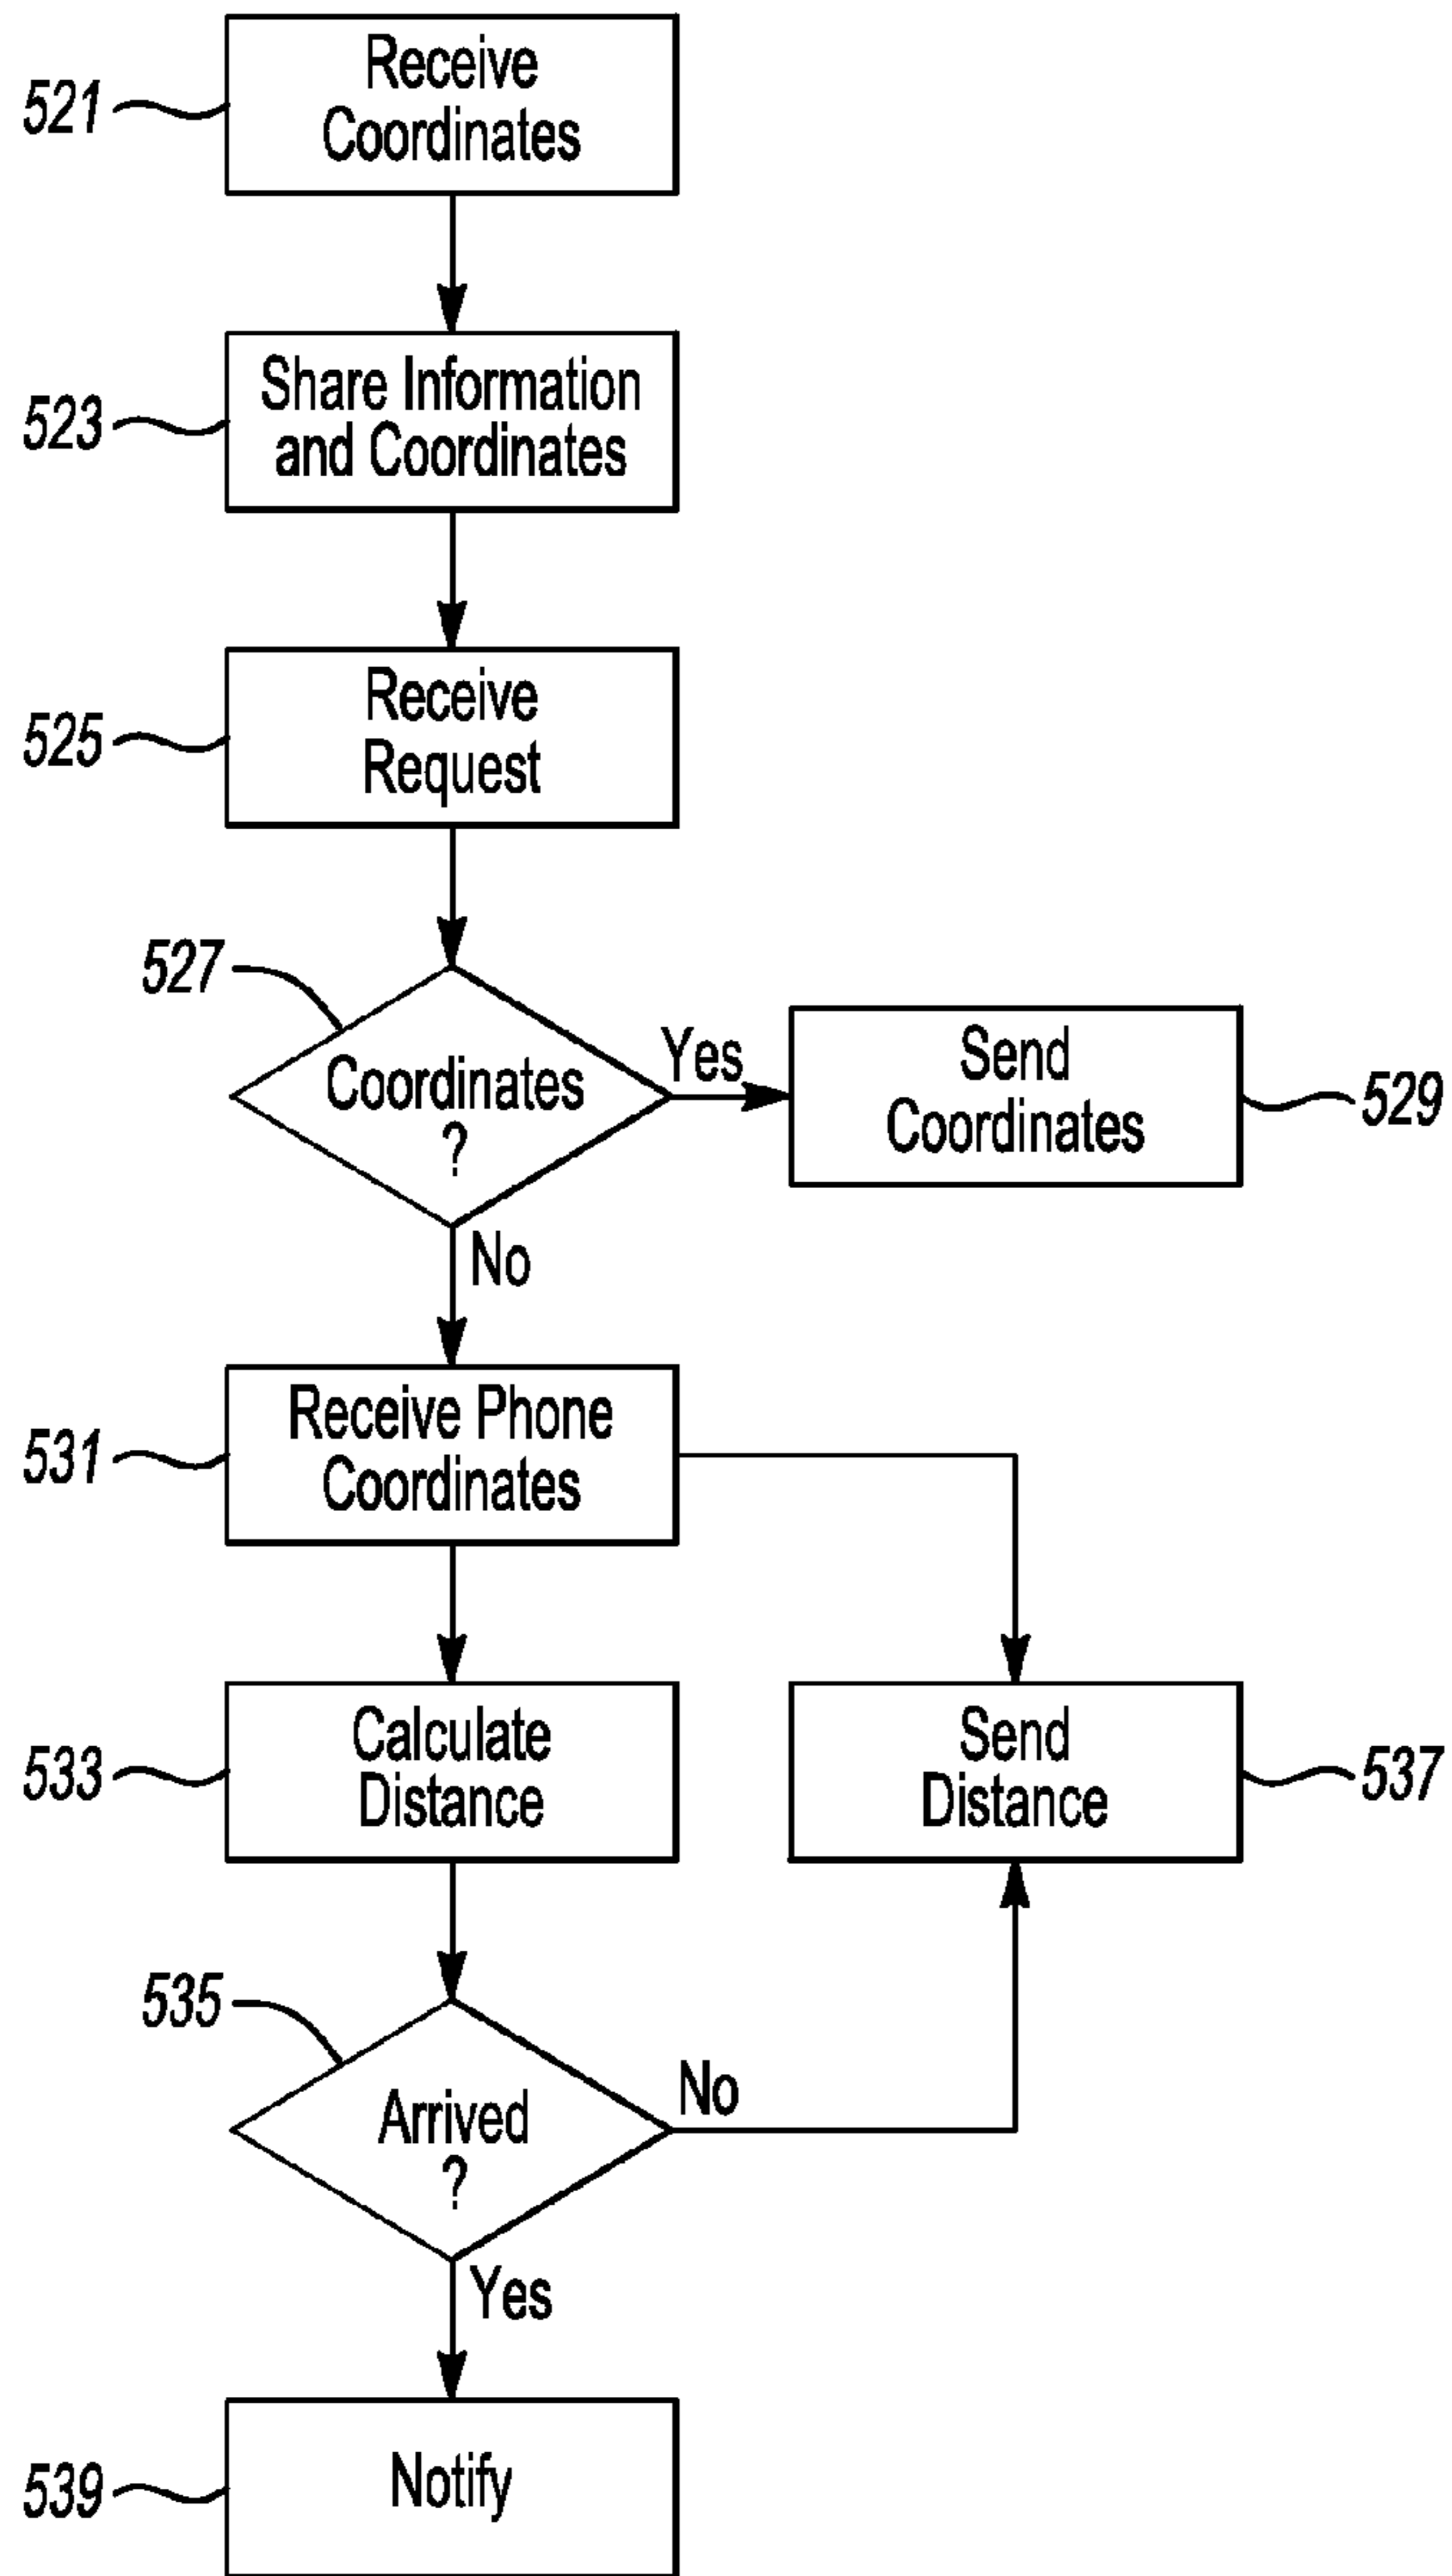 521
Receive
Coordinates
523
Share Information
and Coordinates
525
Receive
Request
527
Coordinates
?
Yes
Send
Coordinates
529
No
531
Receive Phone
Coordinates
533
Calculate
Distance
Send
Distance
537
535
Arrived
?
No
Yes
539
Notify